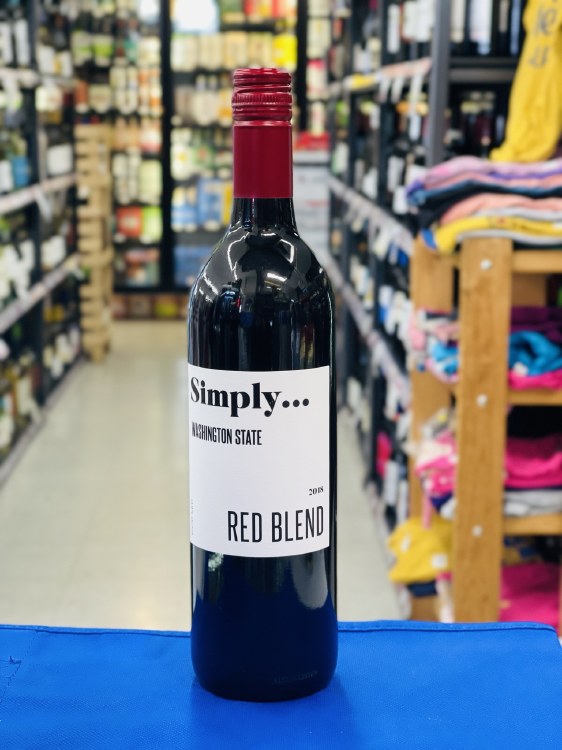 Simply...
WASHINGTON STATE
2018
RED BLEND